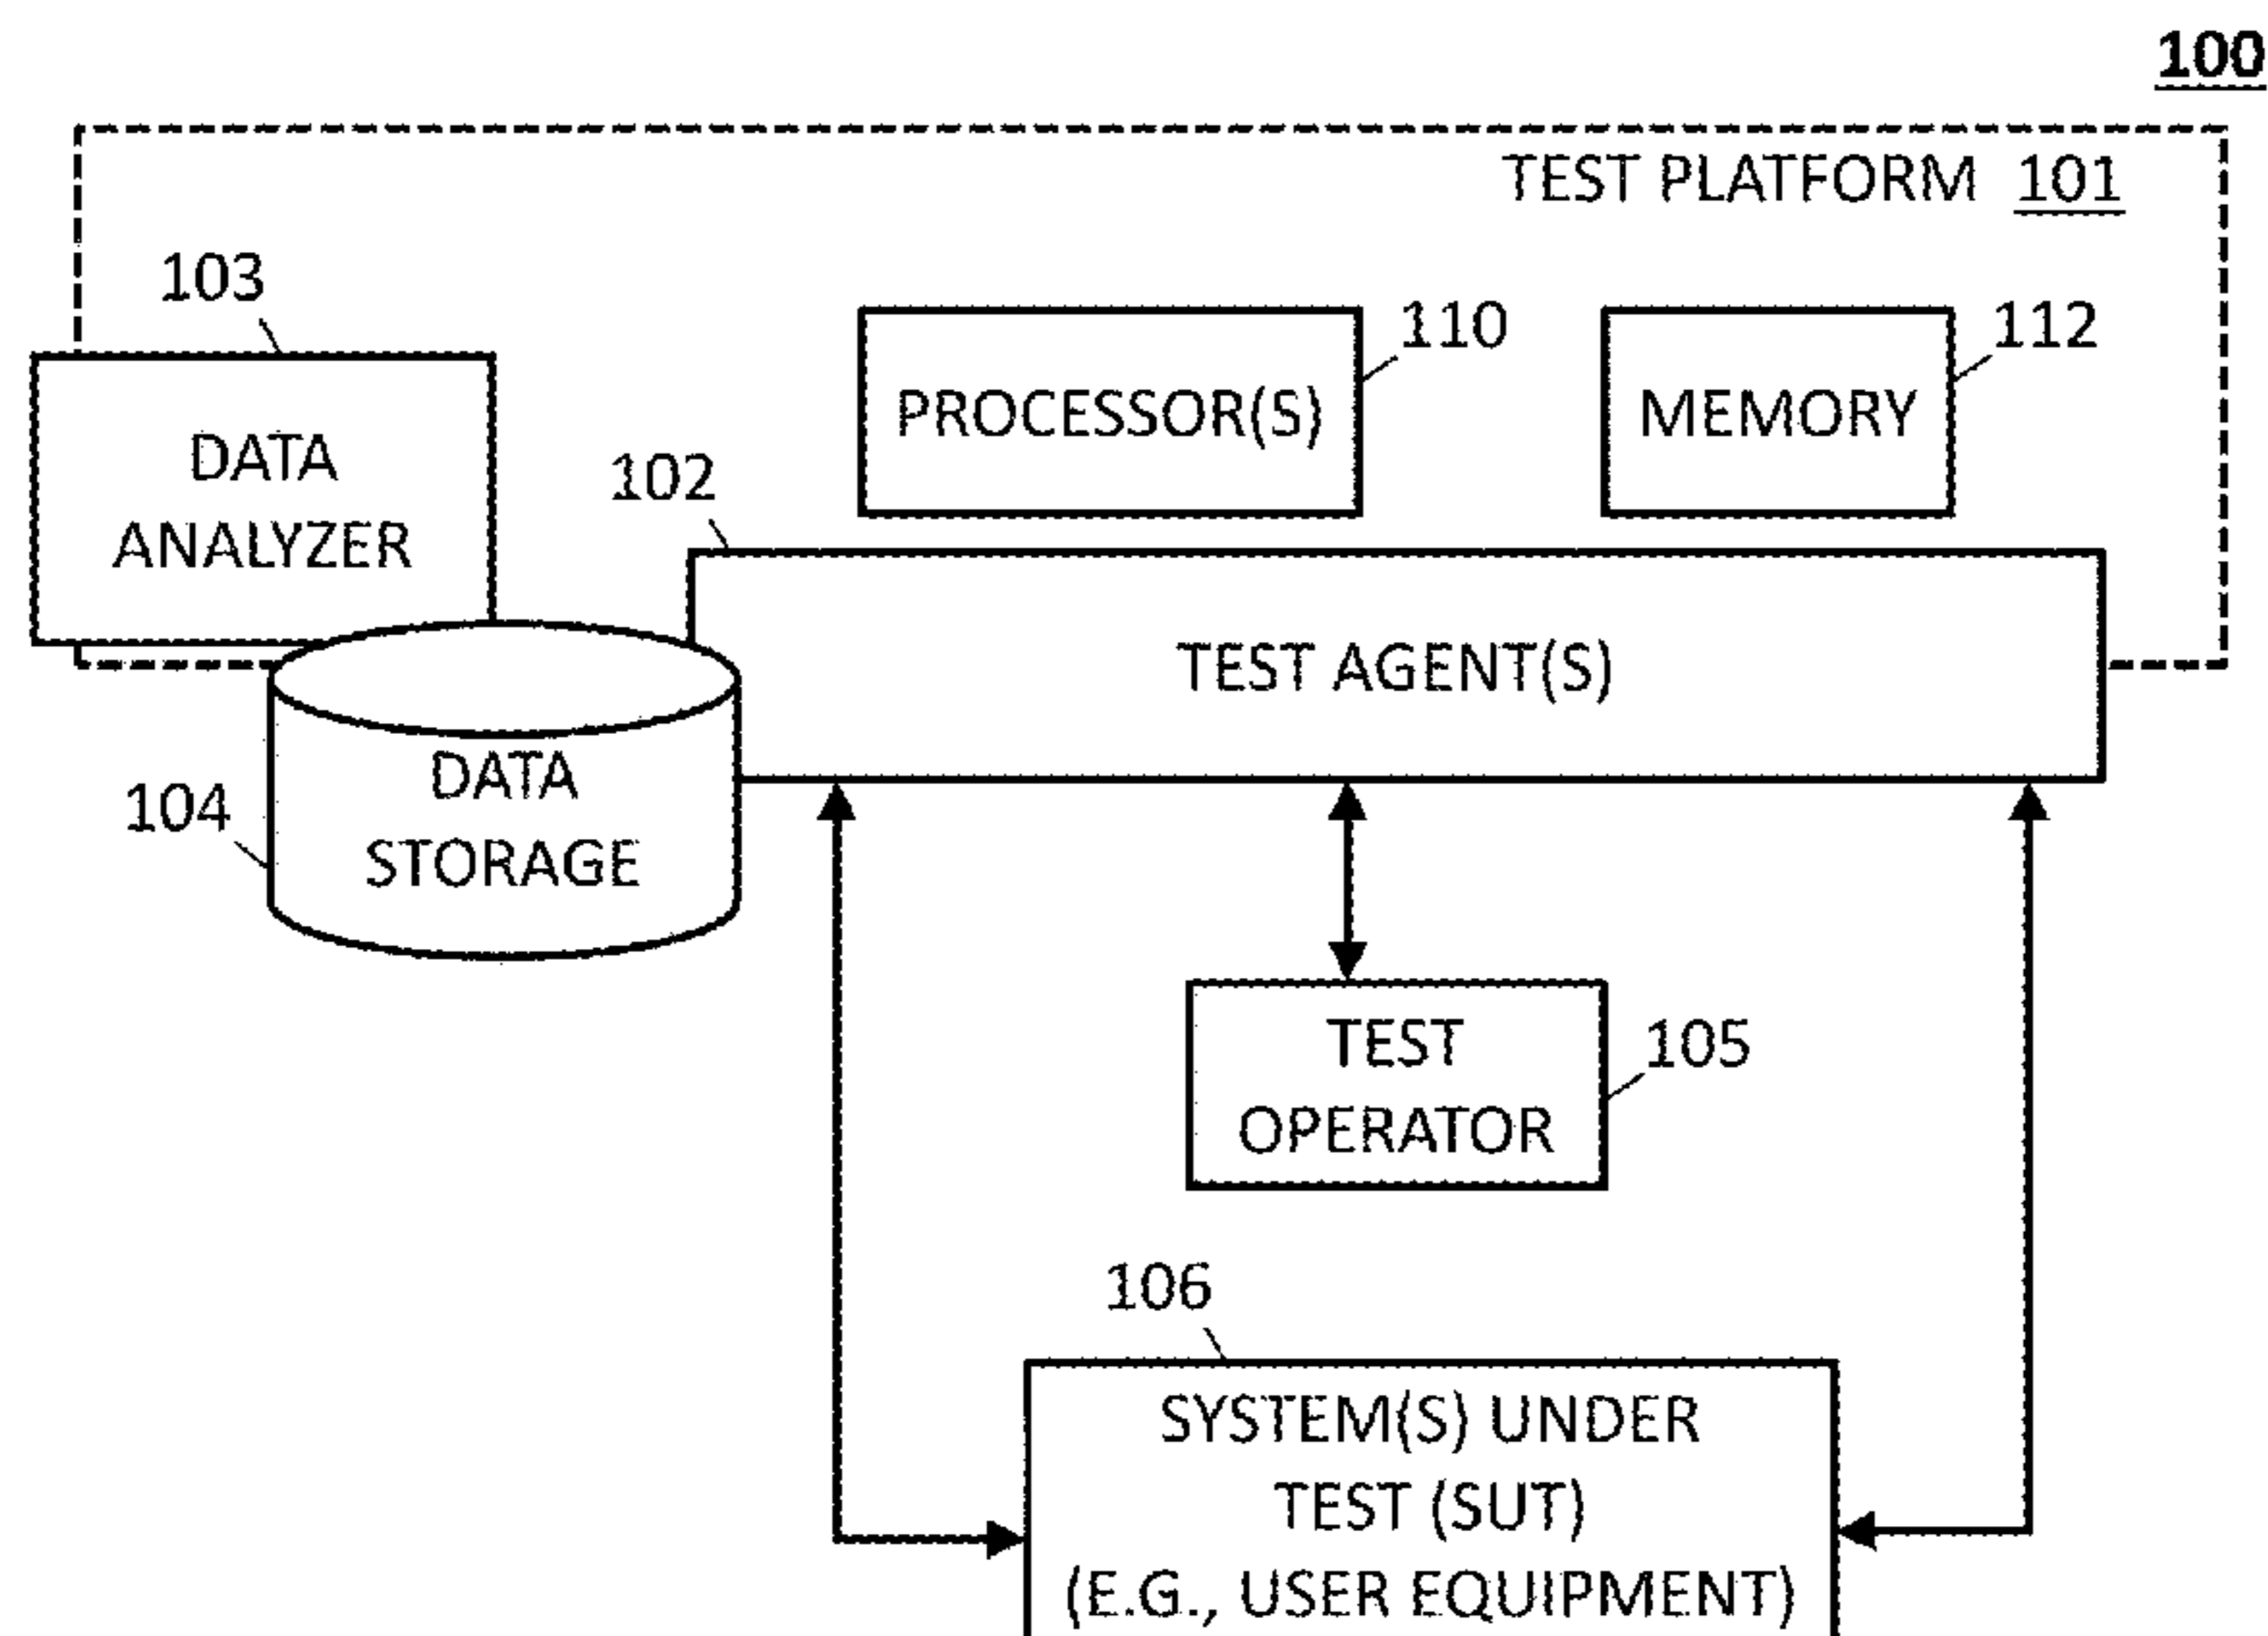 100
TEST PLATFORM 101
103
DATA
ANALYZER
110
PROCESSOR(S)
112
MEMORY
102
TEST AGENT(S)
104
DATA
STORAGE
TEST
OPERATOR
105
106
SYSTEM(S) UNDER
TEST (SUT)
(E.G., USER EQUIPMENT)